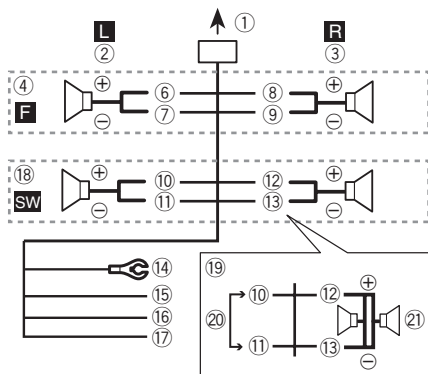 L ① R
② ③
④ ⊕ ⑥ ⑧ ⊕
F ⊖ ⑦ ⑨ ⊖
⑱ ⊕ ⑩ ⑫ ⊕
SW ⊖ ⑪ ⑬ ⊖
⑭ ⑲ ⊕
⑮ ⑩ ⑫
⑯ ⑳ ㉑
⑰ ⑪ ⑬
⊖